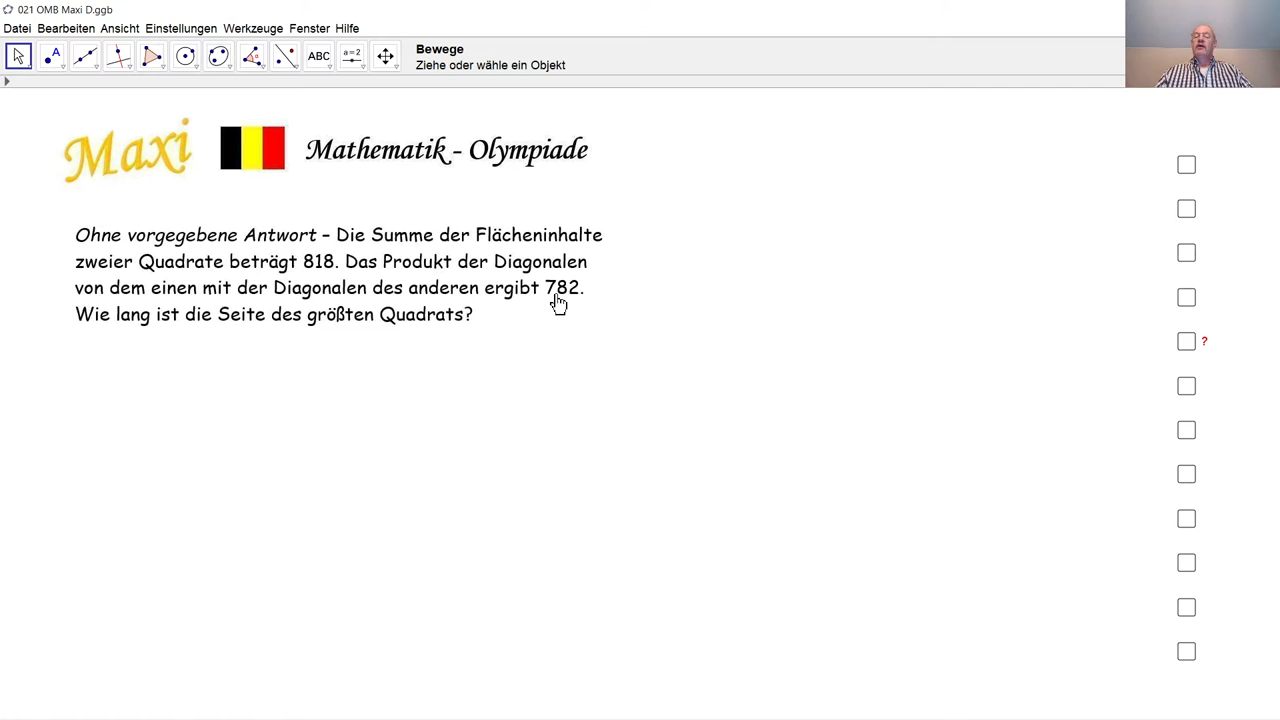 021 OMB Maxi D.ggb
Datei Bearbeiten Ansicht Einstellungen Werkzeuge Fenster Hilfe
A
ABC
a=2
Bewege
Ziehe oder wähle ein Objekt
Maxi
Mathematik - Olympiade
Ohne vorgegebene Antwort – Die Summe der Flächeninhalte
zweier Quadrate beträgt 818. Das Produkt der Diagonalen
von dem einen mit der Diagonalen des anderen ergibt 782.
Wie lang ist die Seite des größten Quadrats?
?